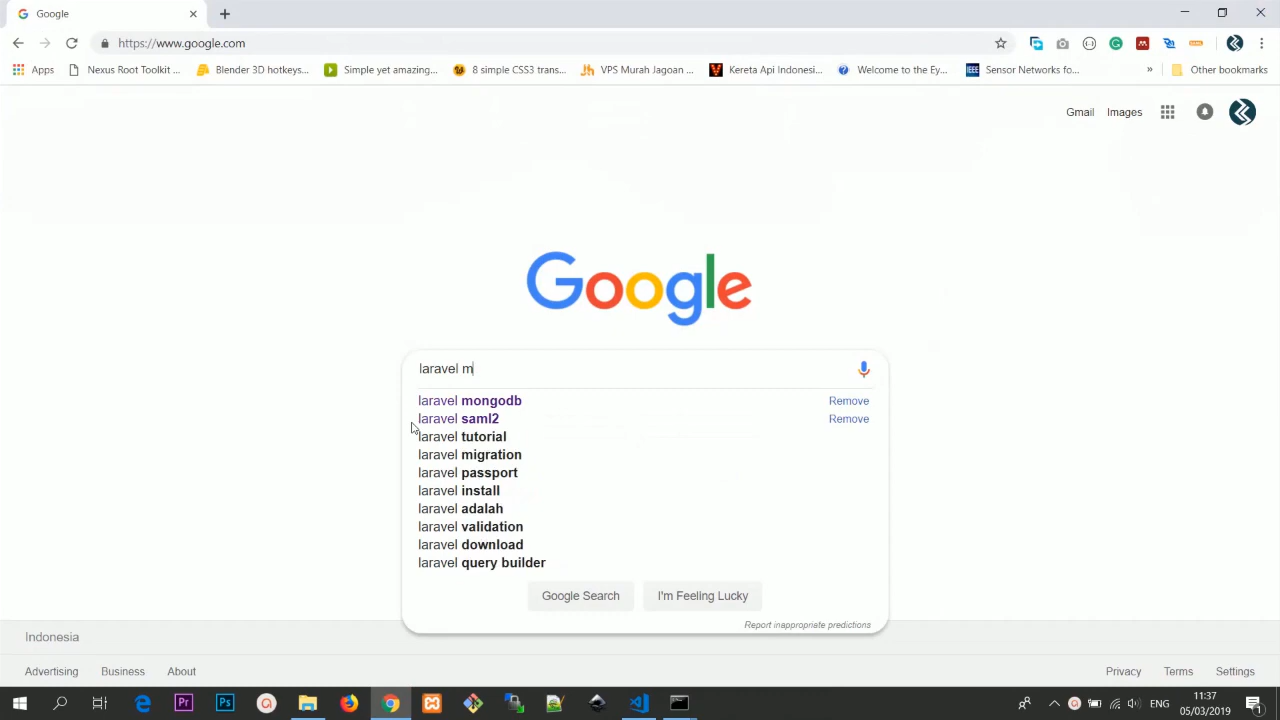 Google
https://www.google.com
Apps
Nexus Root Toolkit ...
Blender 3D hotkeys...
Simple yet amazing...
8 simple CSS3 trans...
VPS Murah Jagoan ...
Kereta Api Indonesi...
Welcome to the Ey...
IEEE
Sensor Networks fo...
»
Other bookmarks
Gmail
Images
Google
laravel m
laravel mongodb
Remove
laravel saml2
Remove
laravel tutorial
laravel migration
laravel passport
laravel install
laravel adalah
laravel validation
laravel download
laravel query builder
Google Search
I'm Feeling Lucky
Report inappropriate predictions
Indonesia
Advertising
Business
About
Privacy
Terms
Settings
Pr
Ps
ENG
11:37
05/03/2019
1